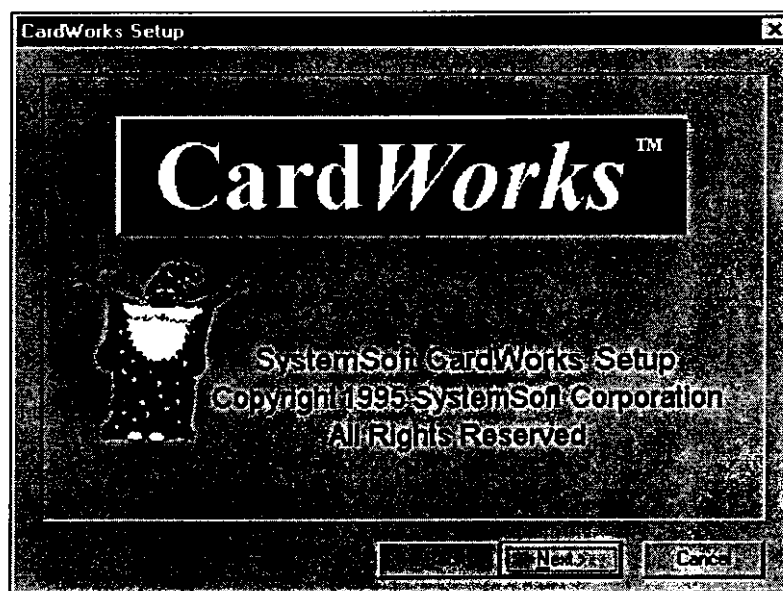 CardWorks Setup
CardWorks™
SystemSoft CardWorks Setup
Copyright 1995 SystemSoft Corporation
All Rights Reserved
Next >>
Cancel